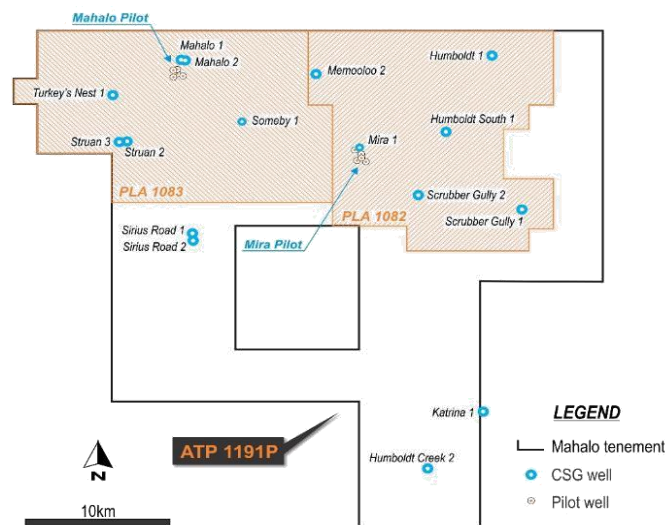 Mahalo Pilot
Mahalo 1
Mahalo 2
Humboldt 1
Memooloo 2
Turkey's Nest 1
Someby 1
Humboldt South 1
Struan 3
Struan 2
Mira 1
PLA 1083
Scrubber Gully 2
PLA 1082
Scrubber Gully 1
Sirius Road 1
Sirius Road 2
Mira Pilot
Katrina 1
ATP 1191P
Humboldt Creek 2
N
10km
LEGEND
Mahalo tenement
CSG well
Pilot well